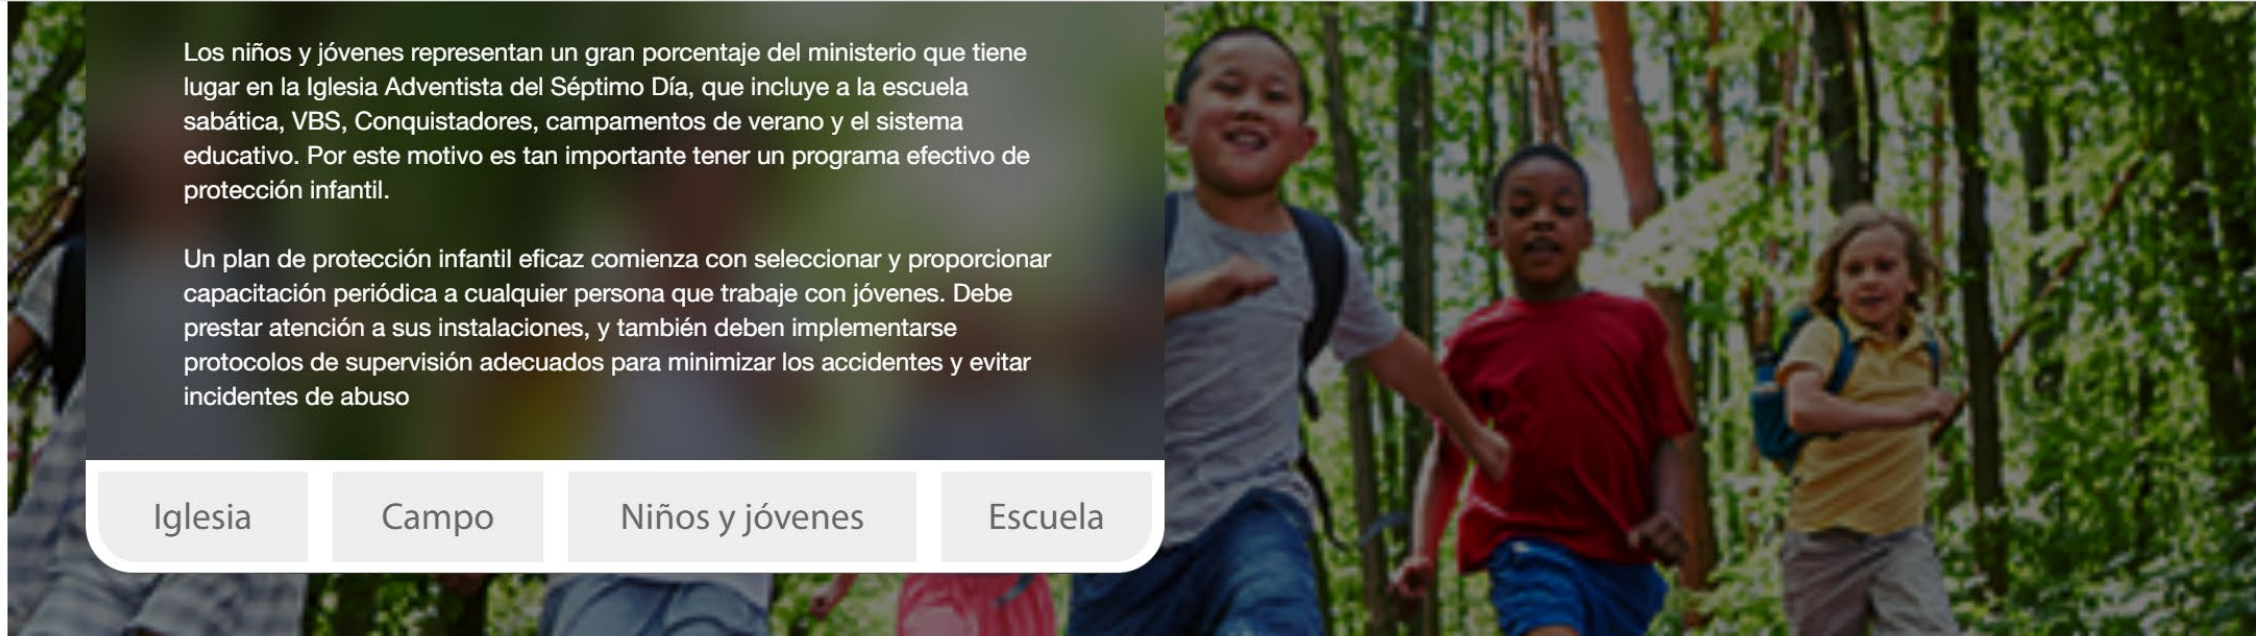 Los niños y jóvenes representan un gran porcentaje del ministerio que tiene
lugar en la Iglesia Adventista del Séptimo Día, que incluye a la escuela
sabática, VBS, Conquistadores, campamentos de verano y el sistema
educativo. Por este motivo es tan importante tener un programa efectivo de
protección infantil.
Un plan de protección infantil eficaz comienza con seleccionar y proporcionar
capacitación periódica a cualquier persona que trabaje con jóvenes. Debe
prestar atención a sus instalaciones, y también deben implementarse
protocolos de supervisión adecuados para minimizar los accidentes y evitar
incidentes de abuso
Iglesia
Campo
Niños y jóvenes
Escuela